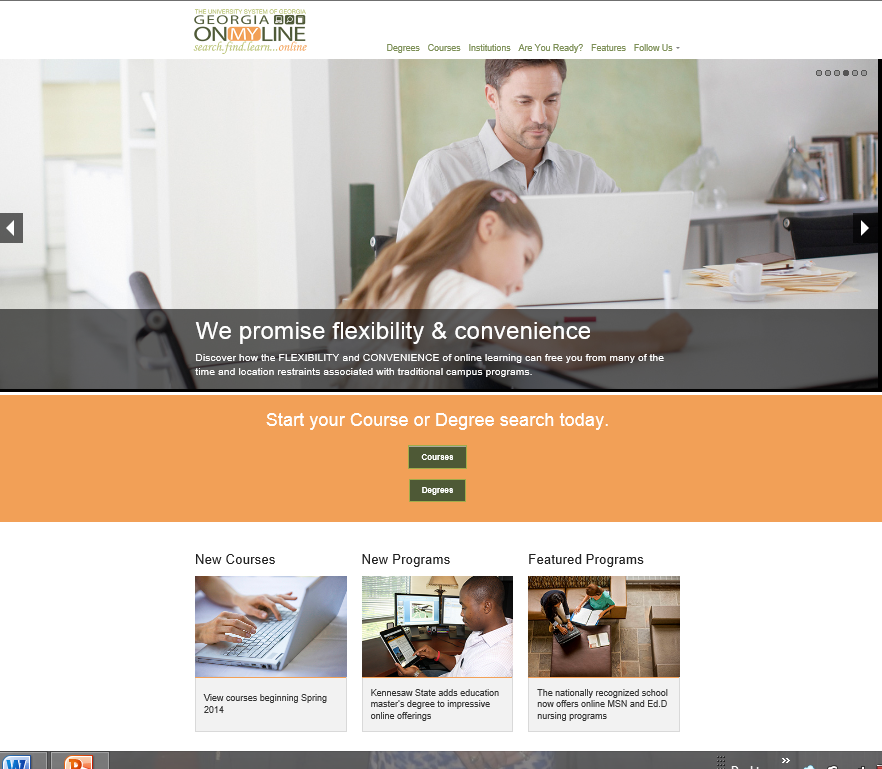 THE UNIVERSITY SYSTEM OF GEORGIA
GEORGIA
ONMYLINE
search.find.learn...online
Degrees Courses Institutions Are You Ready? Features Follow Us
We promise flexibility & convenience
Discover how the FLEXIBILITY and CONVENIENCE of online learning can free you from many of the
time and location restraints associated with traditional campus programs.
Start your Course or Degree search today.
Courses
Degrees
New Courses
New Programs
Featured Programs
View courses beginning Spring
2014
Kennesaw State adds education
master's degree to impressive
online offerings
The nationally recognized school
now offers online MSN and Ed.D
nursing programs